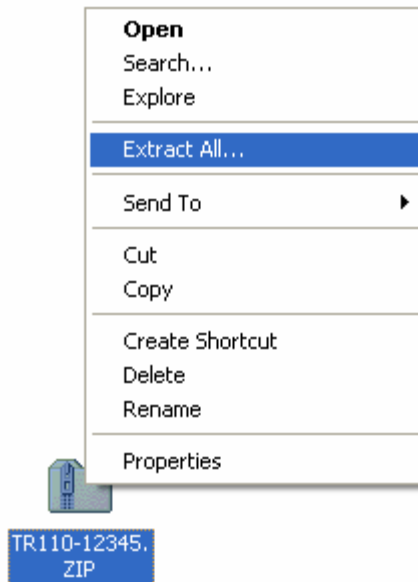 Open
Search...
Explore
Extract All...
Send To
Cut
Copy
Create Shortcut
Delete
Rename
Properties
TR110-12345.
ZIP